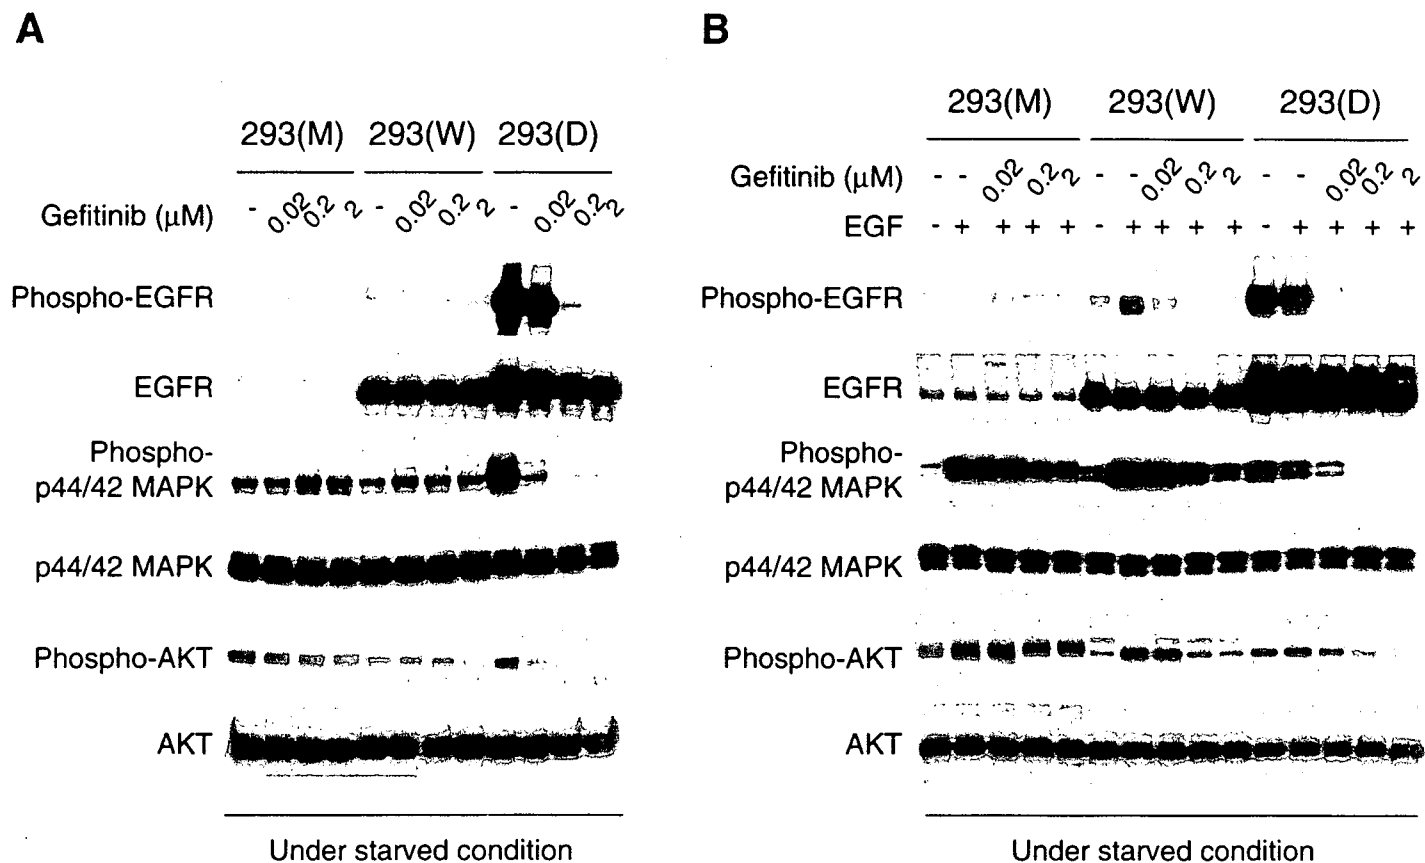 A
293(M) 293(W) 293(D)
Gefitinib (μM) - 0.02 0.2 2 - 0.02 0.2 2 - 0.02 0.2 2
Phospho-EGFR
EGFR
Phospho-
p44/42 MAPK
p44/42 MAPK
Phospho-AKT
AKT
Under starved condition
B
293(M) 293(W) 293(D)
Gefitinib (μM) - - 0.02 0.2 2 - - 0.02 0.2 2 - - 0.02 0.2 2
EGF - + + + + - + + + + - + + + +
Phospho-EGFR
EGFR
Phospho-
p44/42 MAPK
p44/42 MAPK
Phospho-AKT
AKT
Under starved condition